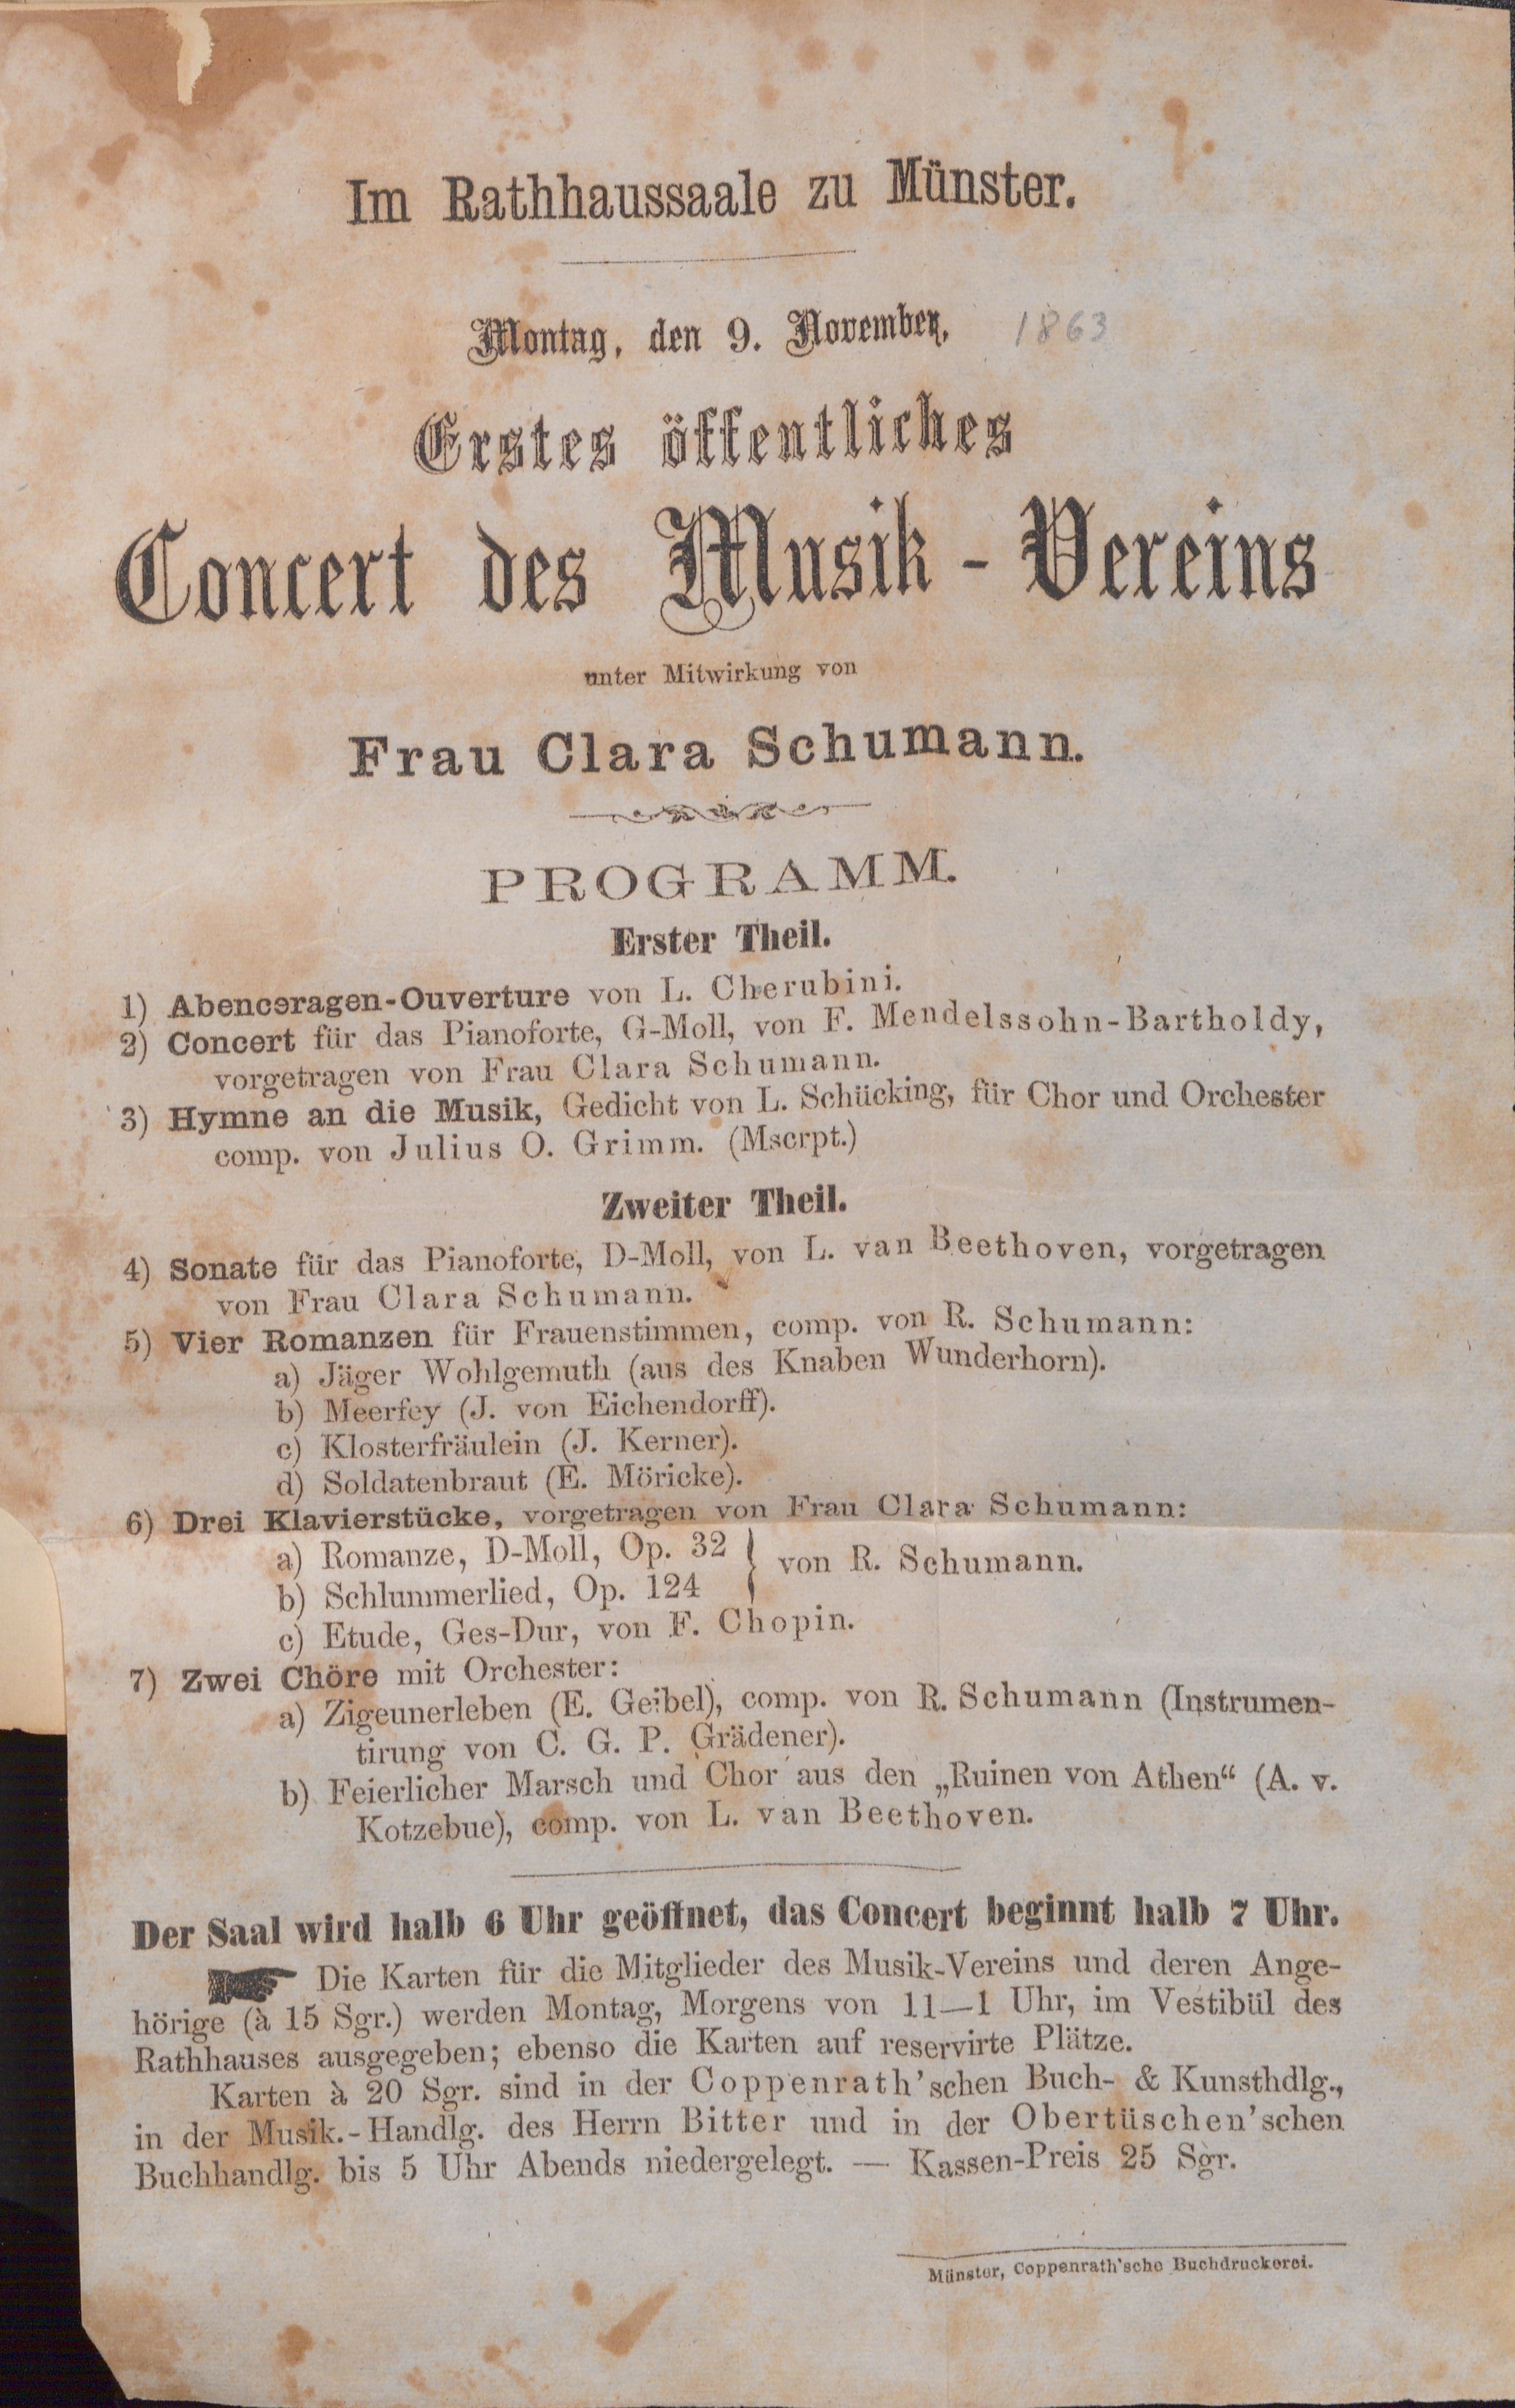 Im Rathhaussaale zu Münster.
Montag, den 9. November. 1863
Erstes öffentliches
Concert des Musik-Vereins
unter Mitwirkung von
Frau Clara Schumann.
PROGRAMM.
Erster Theil.
1) Abenceragen-Ouverture von L. Cherubini.
2) Concert für das Pianoforte, G-Moll, von F. Mendelssohn-Bartholdy,
vorgetragen von Frau Clara Schumann.
3) Hymne an die Musik, Gedicht von L. Schücking, für Chor und Orchester
comp. von Julius O. Grimm. (Mscrpt.)
Zweiter Theil.
4) Sonate für das Pianoforte, D-Moll, von L. van Beethoven, vorgetragen
von Frau Clara Schumann.
5) Vier Romanzen für Frauenstimmen, comp. von R. Schumann:
a) Jäger Wohlgemuth (aus des Knaben Wunderhorn).
b) Meerfey (J. von Eichendorff).
c) Klosterfräulein (J. Kerner).
d) Soldatenbraut (E. Möricke).
6) Drei Klavierstücke, vorgetragen von Frau Clara Schumann:
a) Romanze, D-Moll, Op. 32 } von R. Schumann.
b) Schlummerlied, Op. 124
c) Etude, Ges-Dur, von F. Chopin.
7) Zwei Chöre mit Orchester:
a) Zigeunerleben (E. Geibel), comp. von R. Schumann (Instrumen-
tirung von C. G. P. Grädener).
b) Feierlicher Marsch und Chor aus den „Ruinen von Athen“ (A. v.
Kotzebue), comp. von L. van Beethoven.
Der Saal wird halb 6 Uhr geöffnet, das Concert beginnt halb 7 Uhr.
Die Karten für die Mitglieder des Musik-Vereins und deren Ange-
hörige (à 15 Sgr.) werden Montag, Morgens von 11—1 Uhr, im Vestibül des
Rathhauses ausgegeben; ebenso die Karten auf reservirte Plätze.
Karten à 20 Sgr. sind in der Coppenrath'schen Buch- & Kunsthdlg.,
in der Musik.-Handlg. des Herrn Bitter und in der Obertüschen'schen
Buchhandlg. bis 5 Uhr Abends niedergelegt. — Kassen-Preis 25 Sgr.
Münster, Coppenrath'sche Buchdruckerei.